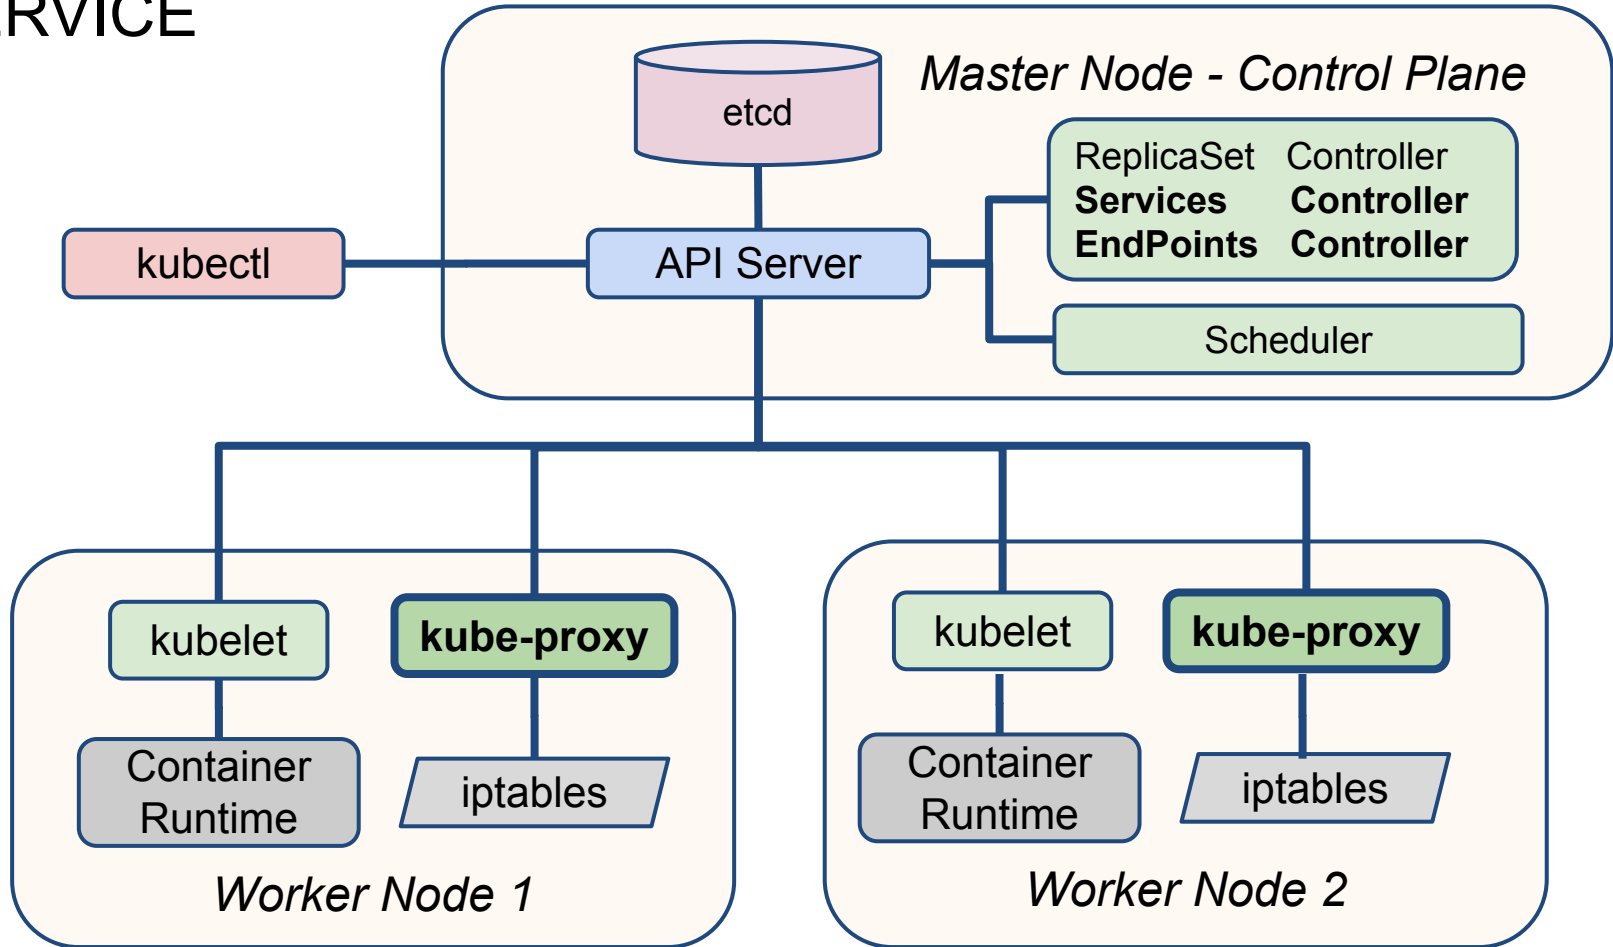 ERVICE
Master Node - Control Plane
etcd
ReplicaSet Controller
Services Controller
EndPoints Controller
kubectl
API Server
Scheduler
kubelet
kube-proxy
kubelet
kube-proxy
Container
Runtime
iptables
Container
Runtime
iptables
Worker Node 1
Worker Node 2